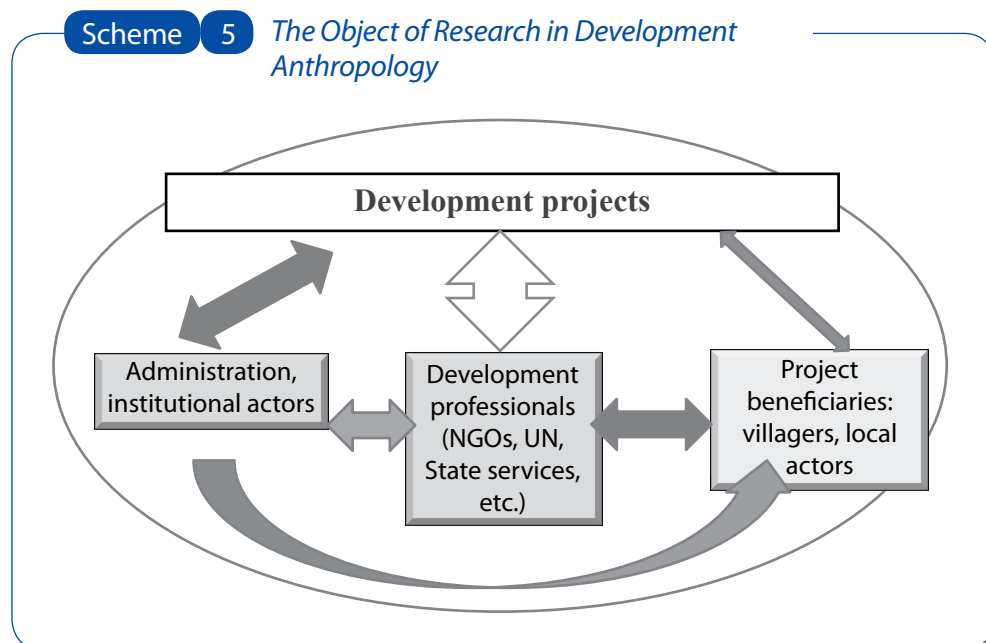 Scheme 5 The Object of Research in Development
Anthropology
Development projects
Administration,
institutional actors
Development
professionals
(NGOs, UN,
State services,
etc.)
Project
beneficiaries:
villagers, local
actors